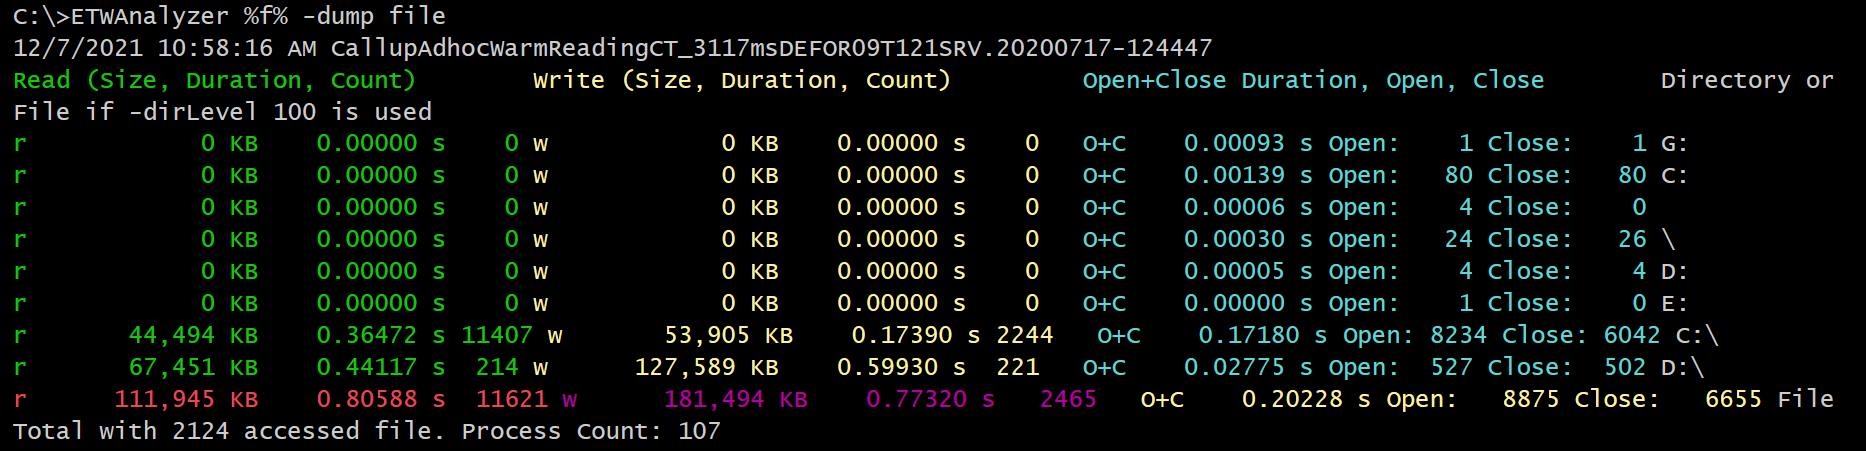 C:\>ETWAnalyzer %f% -dump file
12/7/2021 10:58:16 AM CallupAdhocWarmReadingCT_3117msDEFOR09T121SRV.20200717-124447
Read (Size, Duration, Count)        Write (Size, Duration, Count)         Open+Close Duration, Open, Close        Directory or
File if -dirLevel 100 is used
r            0 KB    0.00000 s    0 w            0 KB    0.00000 s    0   O+C    0.00093 s Open:    1 Close:   1 G:
r            0 KB    0.00000 s    0 w            0 KB    0.00000 s    0   O+C    0.00139 s Open:   80 Close:   80 C:
r            0 KB    0.00000 s    0 w            0 KB    0.00000 s    0   O+C    0.00006 s Open:    4 Close:    0
r            0 KB    0.00000 s    0 w            0 KB    0.00000 s    0   O+C    0.00030 s Open:   24 Close:   26 \
r            0 KB    0.00000 s    0 w            0 KB    0.00000 s    0   O+C    0.00005 s Open:    4 Close:    4 D:
r            0 KB    0.00000 s    0 w            0 KB    0.00000 s    0   O+C    0.00000 s Open:    1 Close:    0 E:
r       44,494 KB    0.36472 s 11407 w       53,905 KB    0.17390 s 2244   O+C    0.17180 s Open: 8234 Close: 6042 C:\
r       67,451 KB    0.44117 s  214 w      127,589 KB    0.59930 s  221   O+C    0.02775 s Open:  527 Close:  502 D:\
r      111,945 KB    0.80588 s  11621 w      181,494 KB    0.77320 s   2465   O+C    0.20228 s Open:   8875 Close:   6655 File
Total with 2124 accessed file. Process Count: 107